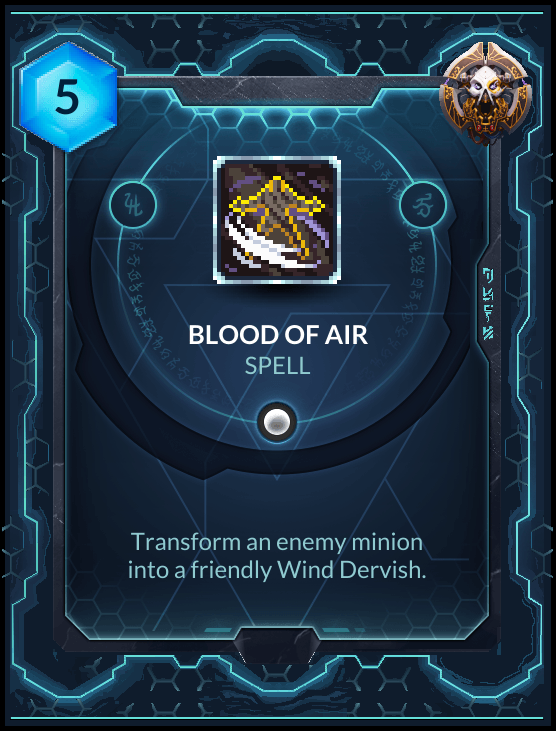 5
BLOOD OF AIR
SPELL
Transform an enemy minion
into a friendly Wind Dervish.